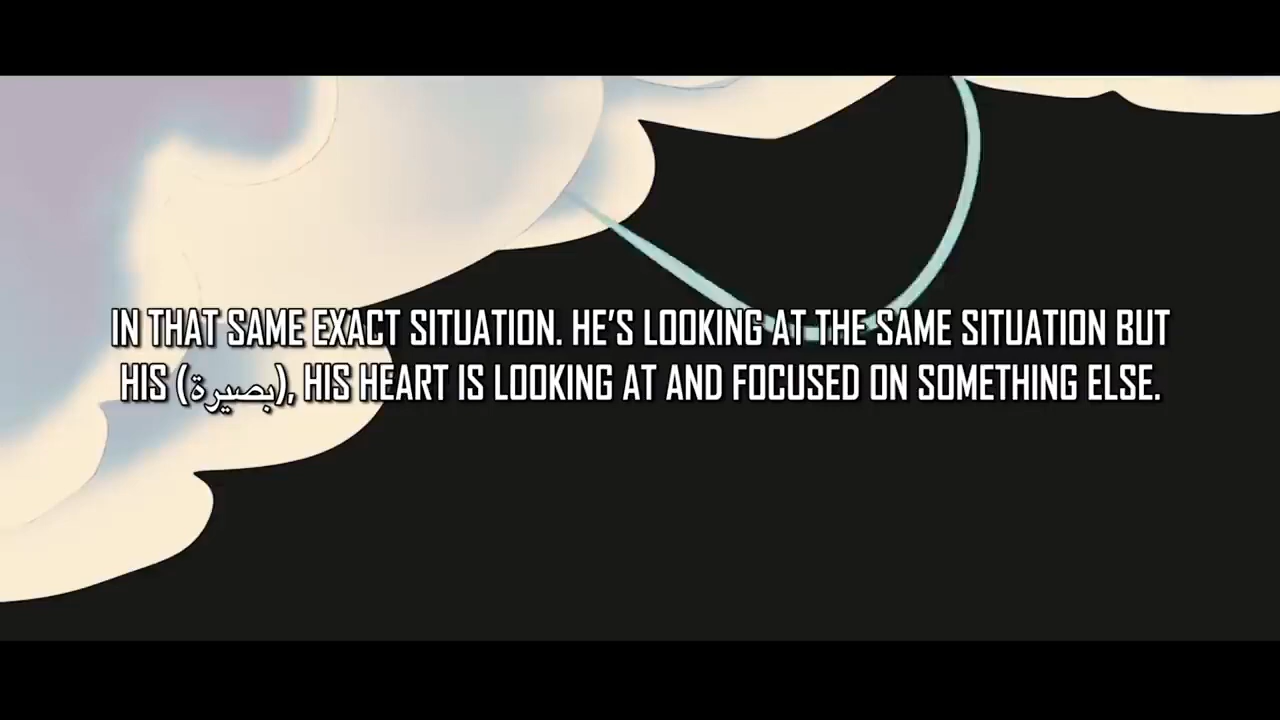 IN THAT SAME EXACT SITUATION. HE'S LOOKING AT THE SAME SITUATION BUT
HIS (بصيرة), HIS HEART IS LOOKING AT AND FOCUSED ON SOMETHING ELSE.